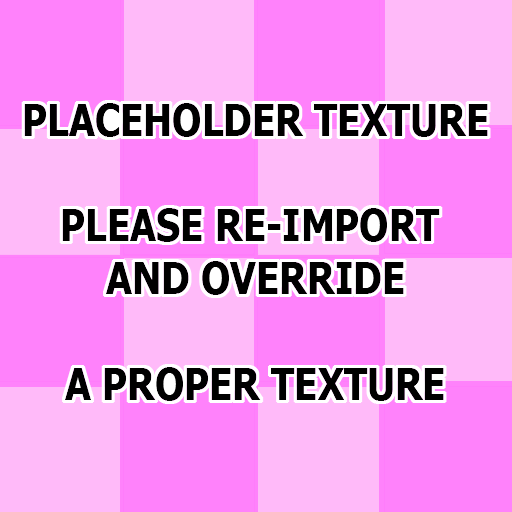 PLACEHOLDER TEXTURE
PLEASE RE-IMPORT
AND OVERRIDE
A PROPER TEXTURE